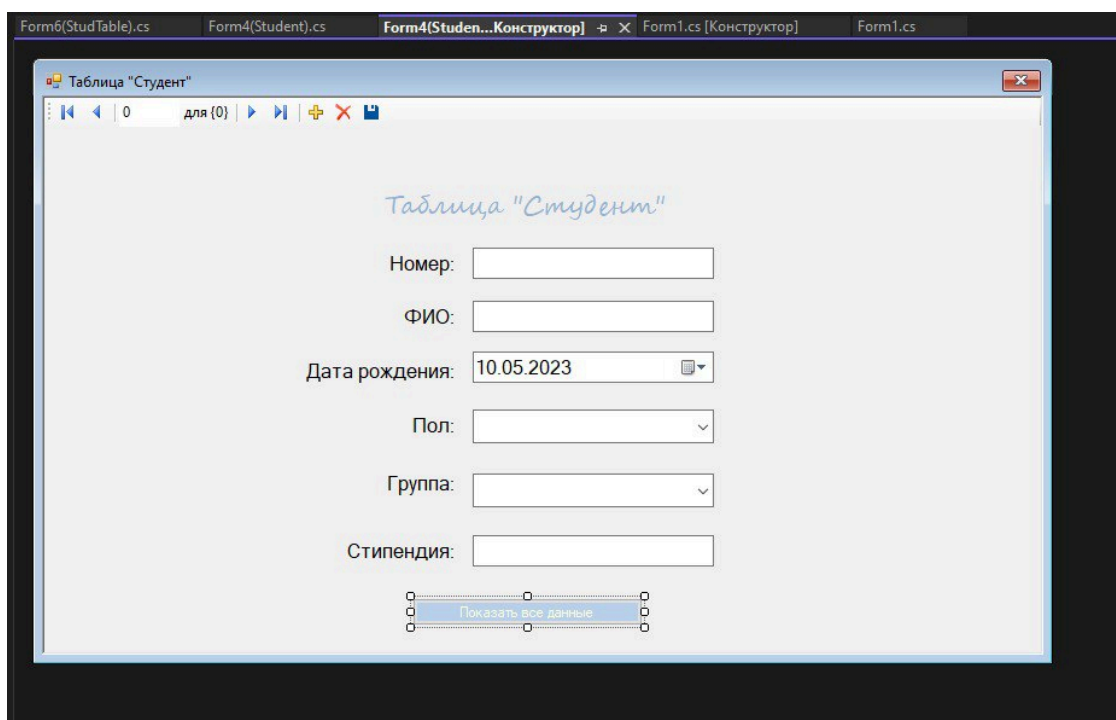 Form6(StudTable).cs Form4(Student).cs Form4(Studen...Конструктор] Form1.cs [Конструктор] Form1.cs
Таблица "Студент"
0 для {0}
Таблица "Студент"
Номер:
ФИО:
Дата рождения: 10.05.2023
Пол:
Группа:
Стипендия:
Показать все данные